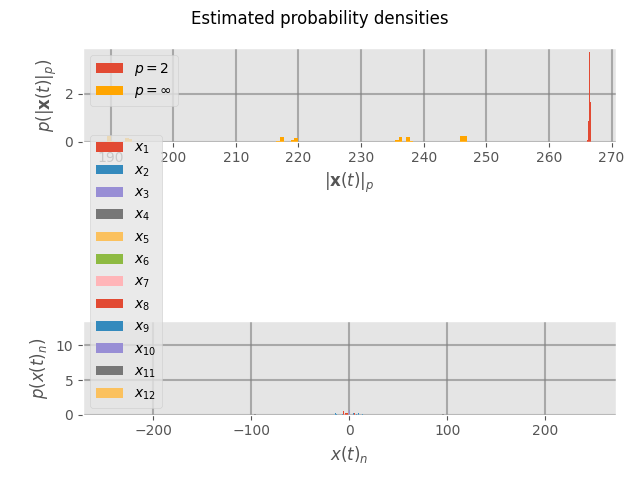 Estimated probability densities
p(|x(t)|_p)
p = 2
p = ∞
2
0
190 200 210 220 230 240 250 260 270
|x(t)|_p
x_1
x_2
x_3
x_4
x_5
x_6
x_7
x_8
x_9
x_10
x_11
x_12
p(x(t)_n)
10
5
0
−200 −100 0 100 200
x(t)_n